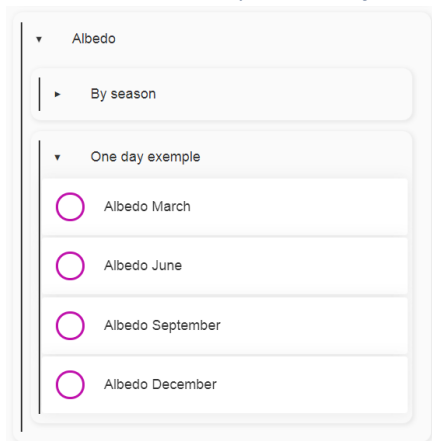 Albedo
By season
One day exemple
Albedo March
Albedo June
Albedo September
Albedo December